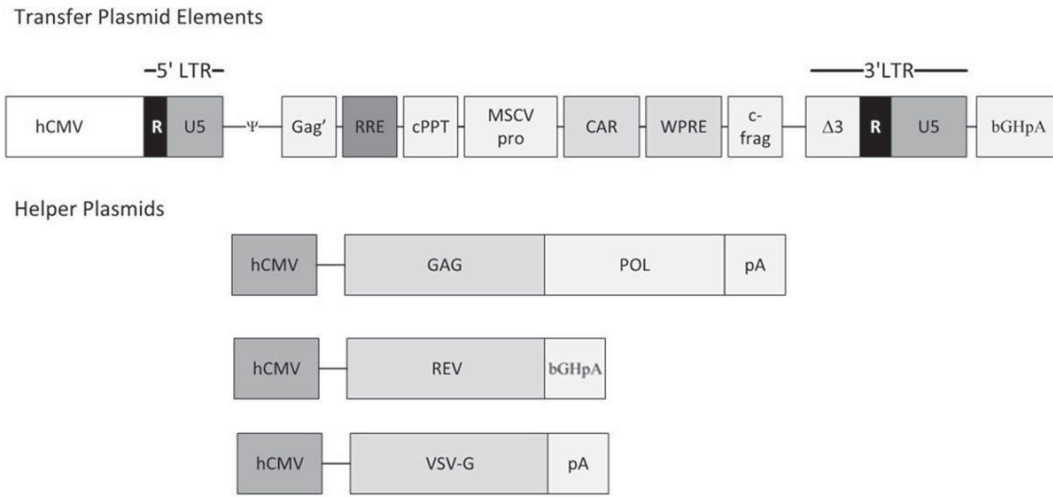 Transfer Plasmid Elements
5' LTR
3'LTR
hCMV R U5 Ψ Gag' RRE cPPT MSCV pro CAR WPRE c-frag Δ3 R U5 bGHpA
Helper Plasmids
hCMV GAG POL pA
hCMV REV bGHpA
hCMV VSV-G pA